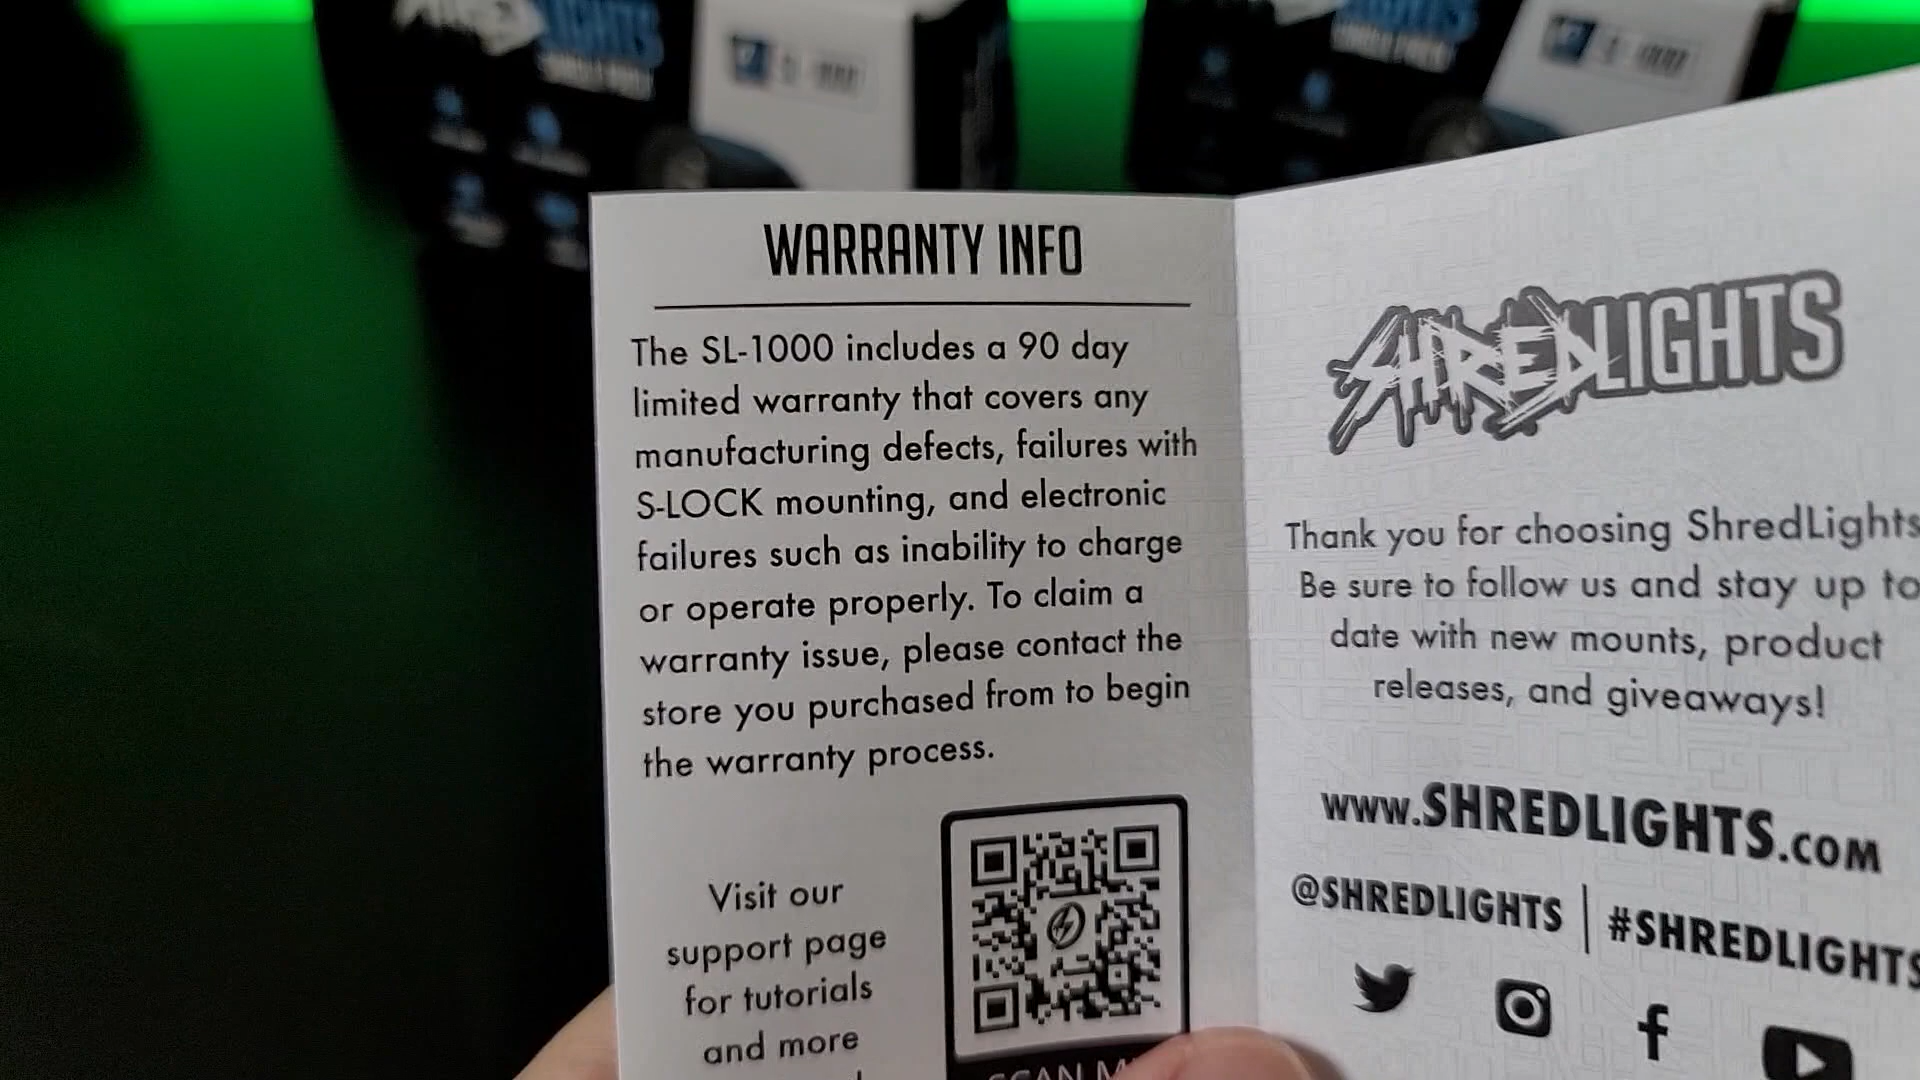 LIGHTS
WARRANTY INFO
The SL-1000 includes a 90 day
limited warranty that covers any
manufacturing defects, failures with
S-LOCK mounting, and electronic
failures such as inability to charge
or operate properly. To claim a
warranty issue, please contact the
store you purchased from to begin
the warranty process.
Visit our
support page
for tutorials
and more
SCAN M
SHREDLIGHTS
Thank you for choosing ShredLights
Be sure to follow us and stay up to
date with new mounts, product
releases, and giveaways!
www.SHREDLIGHTS.com
@SHREDLIGHTS | #SHREDLIGHTS